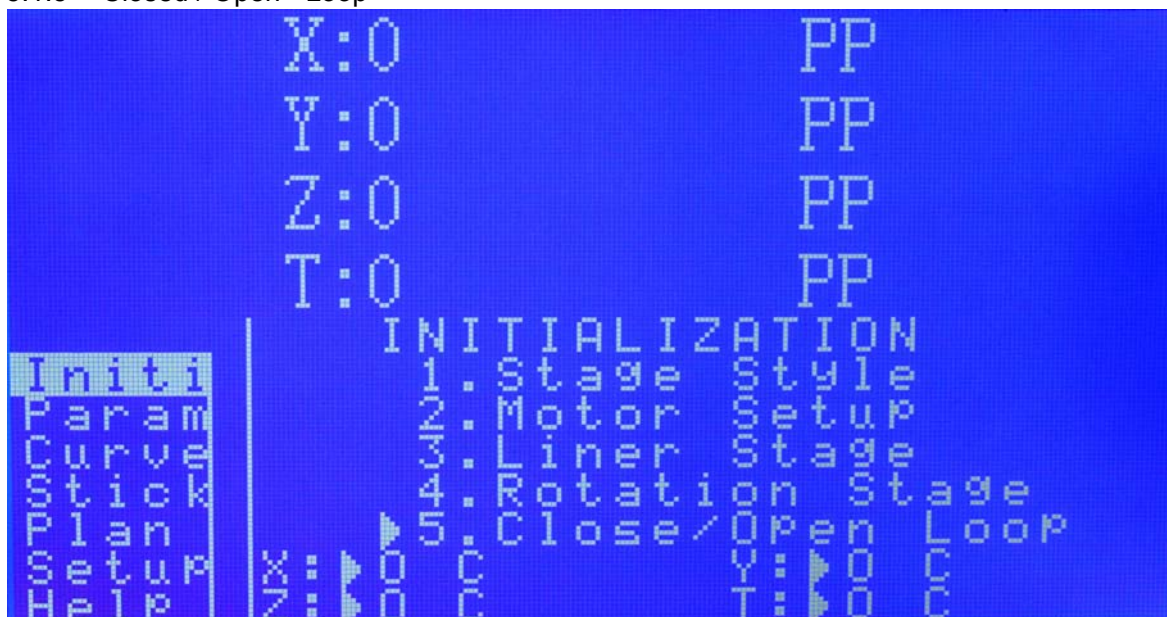 X:0 PP
Y:0 PP
Z:0 PP
T:0 PP
Initi
Param
Curve
Stick
Plan
Setup
Help
INITIALIZATION
1.Stage Style
2.Motor Setup
3.Liner Stage
4.Rotation Stage
▶5.Close/Open Loop
X:▶O C Y:▶O C
Z:▶O C T:▶O C